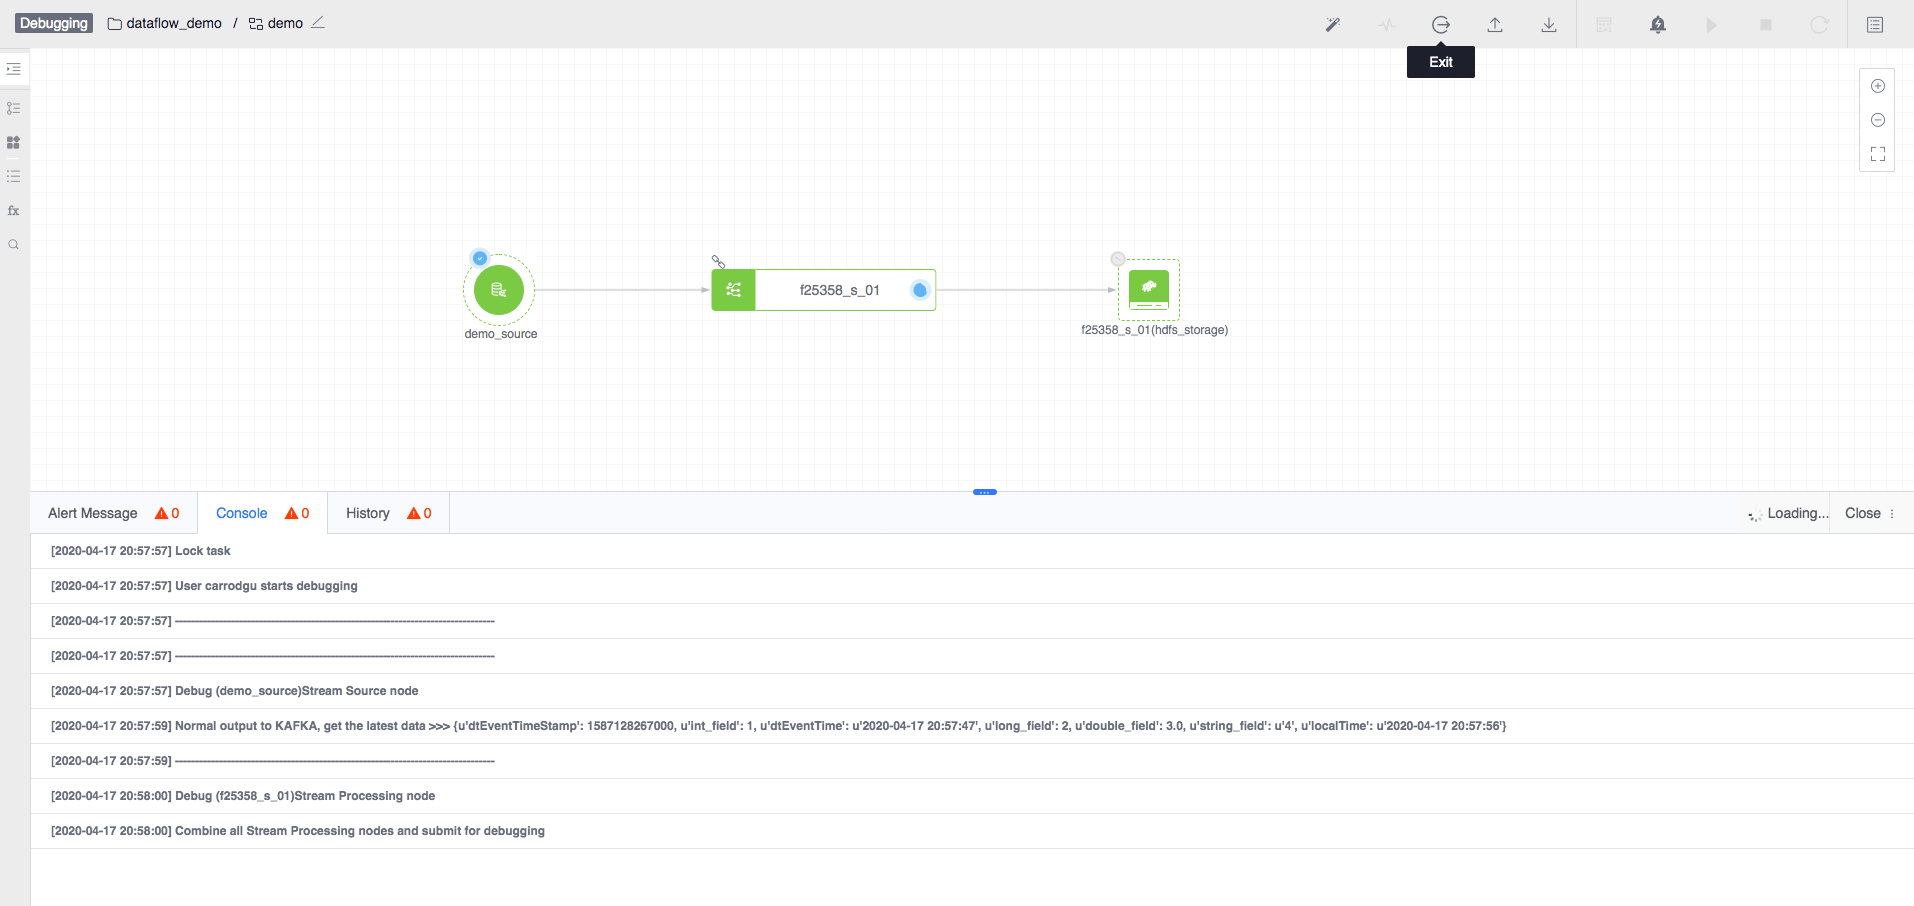 Debugging dataflow_demo / demo
Exit
f25358_s_01
demo_source
f25358_s_01(hdfs_storage)
Alert Message 0 Console 0 History 0 Loading... Close
[2020-04-17 20:57:57] Lock task
[2020-04-17 20:57:57] User carrodgu starts debugging
[2020-04-17 20:57:57] --------------------------------------------------------------------------------
[2020-04-17 20:57:57] --------------------------------------------------------------------------------
[2020-04-17 20:57:57] Debug (demo_source)Stream Source node
[2020-04-17 20:57:59] Normal output to KAFKA, get the latest data >>> {u'dtEventTimeStamp': 1587128267000, u'int_field': 1, u'dtEventTime': u'2020-04-17 20:57:47', u'long_field': 2, u'double_field': 3.0, u'string_field': u'4', u'localTime': u'2020-04-17 20:57:56'}
[2020-04-17 20:57:59] --------------------------------------------------------------------------------
[2020-04-17 20:58:00] Debug (f25358_s_01)Stream Processing node
[2020-04-17 20:58:00] Combine all Stream Processing nodes and submit for debugging